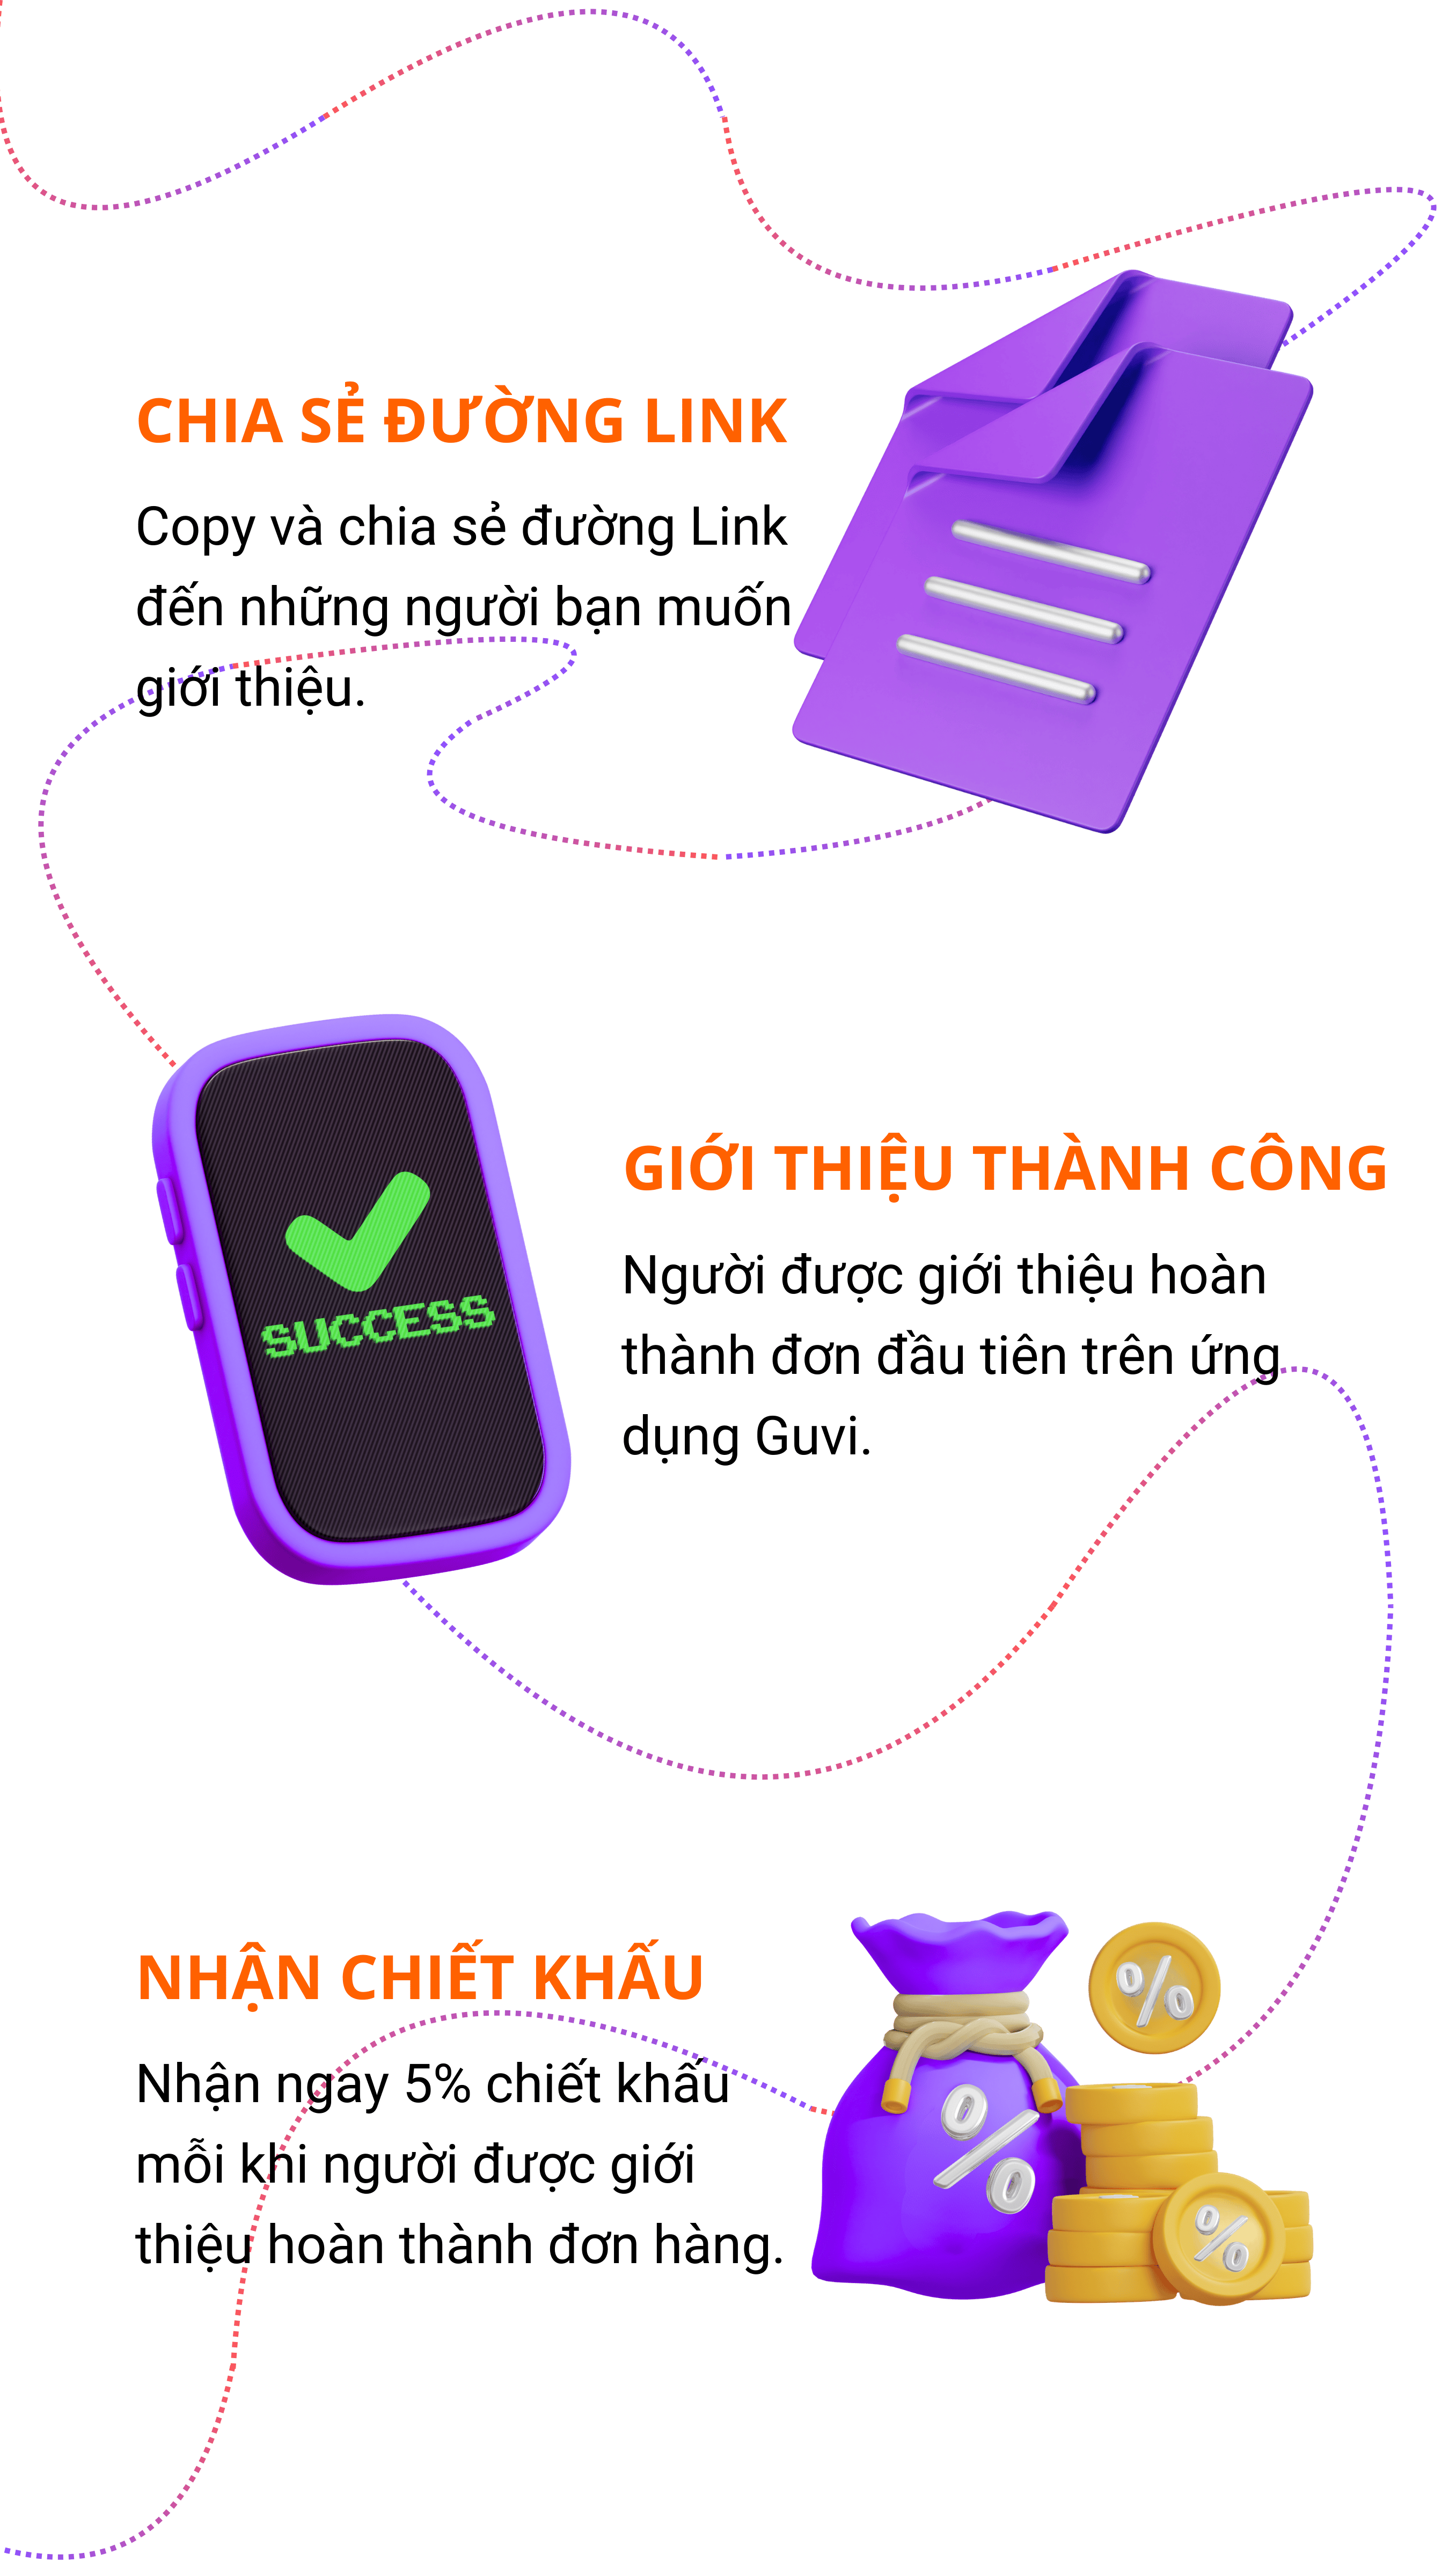 CHIA SẺ ĐƯỜNG LINK
Copy và chia sẻ đường Link
đến những người bạn muốn
giới thiệu.
SUCCESS
GIỚI THIỆU THÀNH CÔNG
Người được giới thiệu hoàn
thành đơn đầu tiên trên ứng
dụng Guvi.
NHẬN CHIẾT KHẤU
Nhận ngay 5% chiết khấu
mỗi khi người được giới
thiệu hoàn thành đơn hàng.
%
%
%